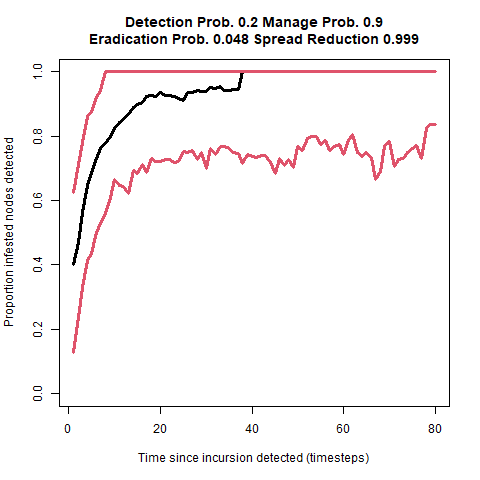 Detection Prob. 0.2 Manage Prob. 0.9
Eradication Prob. 0.048 Spread Reduction 0.999
Proportion infested nodes detected
1.0
0.8
0.6
0.4
0.2
0.0
0 20 40 60 80
Time since incursion detected (timesteps)